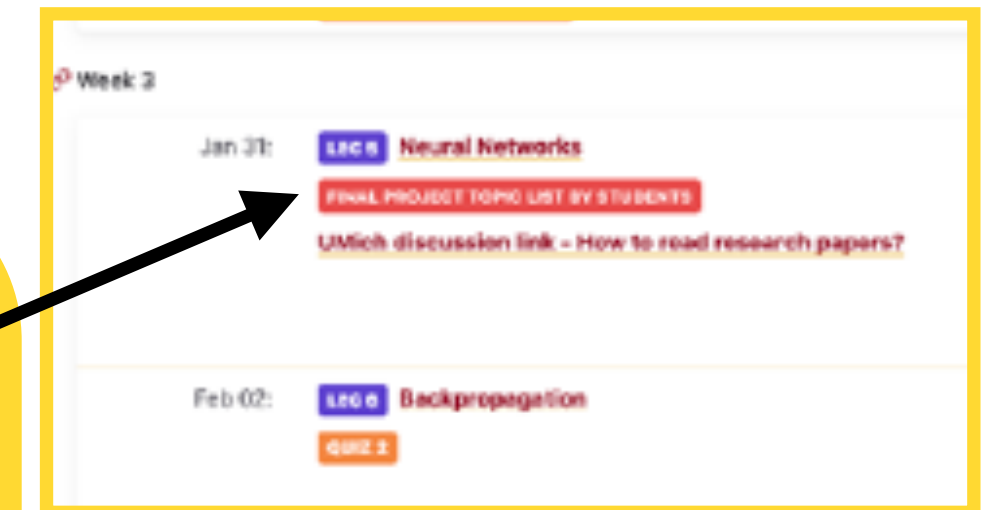 Week 3
Jan 31:
LEC 5 Neural Networks
FINAL PROJECT TOPIC LIST BY STUDENTS
UMich discussion link - How to read research papers?
Feb 02:
LEC 6 Backpropagation
QUIZ 2